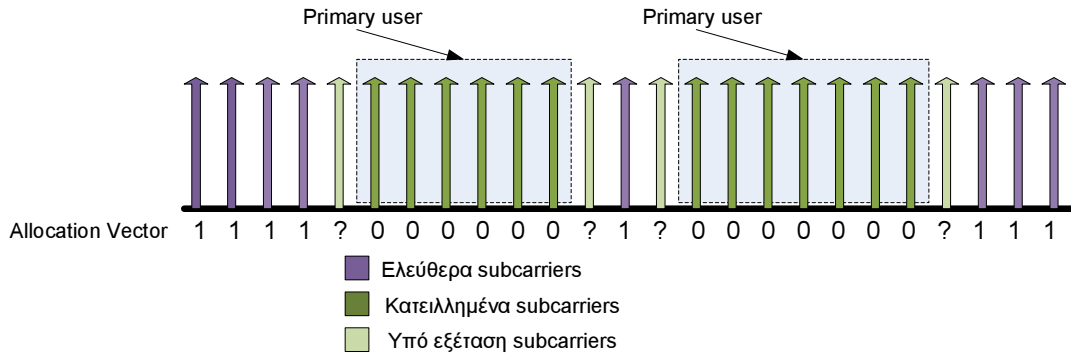 Primary user Primary user
Allocation Vector 1 1 1 1 ? 0 0 0 0 0 0 ? 1 ? 0 0 0 0 0 0 0 ? 1 1 1
Ελεύθερα subcarriers
Κατειλλημένα subcarriers
Υπό εξέταση subcarriers